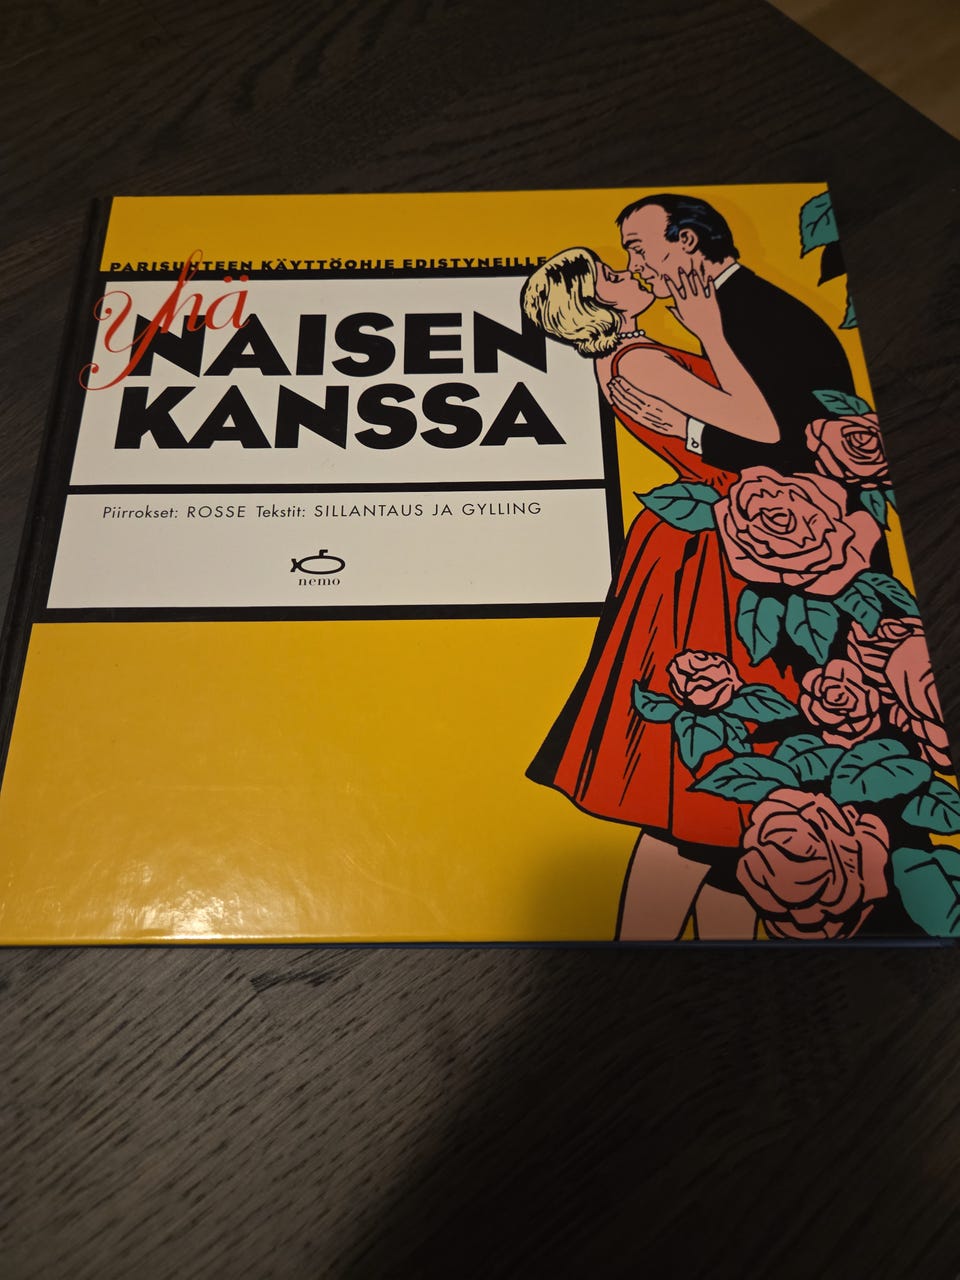 PARISUHTEEN KÄYTTÖOHJE EDISTYNEILLE
Yhä
NAISEN
KANSSA
Piirrokset: ROSSE Tekstit: SILLANTAUS JA GYLLING
nemo